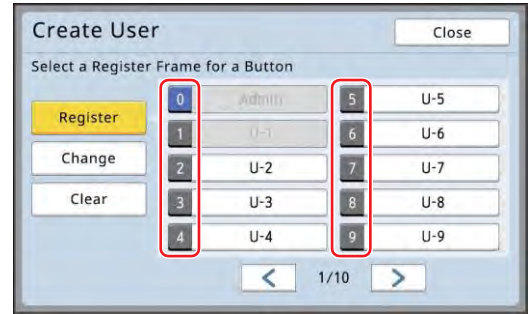 Create User
Close
Select a Register Frame for a Button
Register
Change
Clear
0 Admin
1 U-1
2 U-2
3 U-3
4 U-4
5 U-5
6 U-6
7 U-7
8 U-8
9 U-9
< 1/10 >